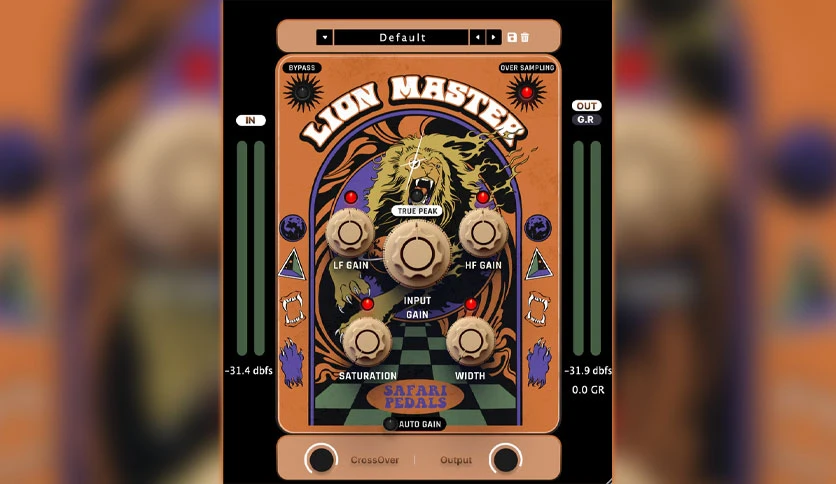 Default
BYPASS
OVER SAMPLING
LION MASTER
IN
OUT
G.R
TRUE PEAK
LF GAIN
HF GAIN
INPUT
GAIN
-31.4 dbfs
-31.9 dbfs
SATURATION
WIDTH
0.0 GR
SAFARI
PEDALS
AUTO GAIN
CrossOver
Output